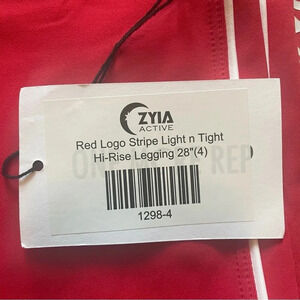 ZYIA
ACTIVE
Red Logo Stripe Light n Tight
Hi-Rise Legging 28"(4)
1298-4